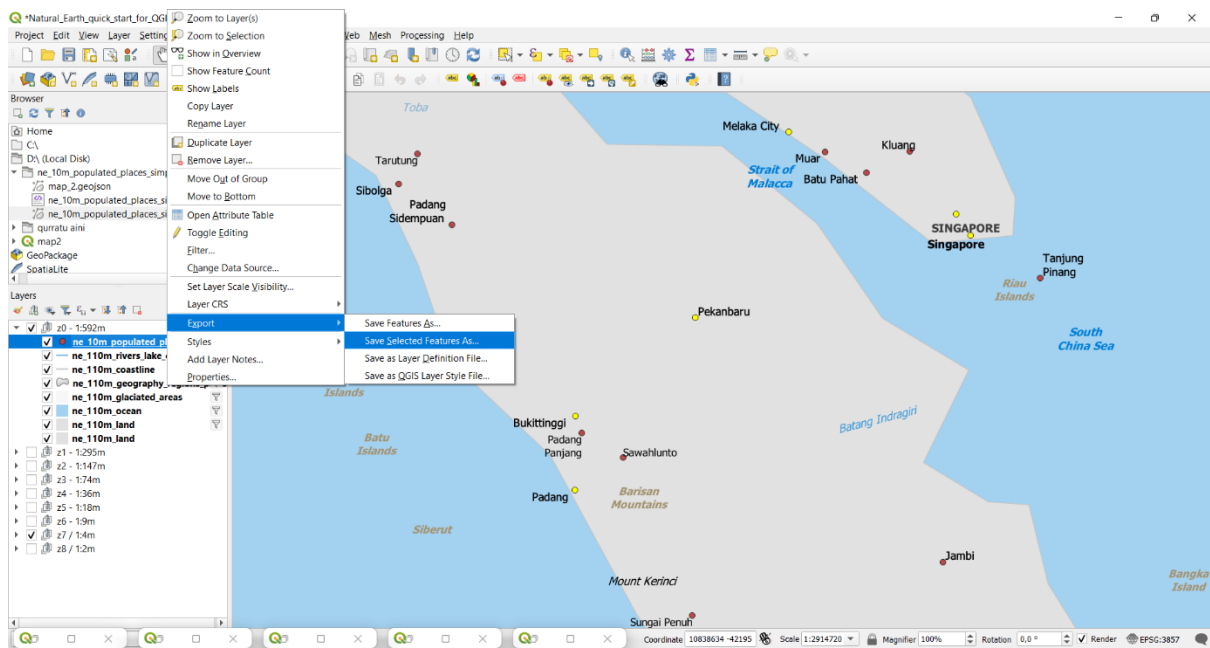 *Natural_Earth_quick_start_for_QGI
Project Edit View Layer Setting
Web Mesh Processing Help
Browser
Home
C:\
D:\ (Local Disk)
ne_10m_populated_places_simp
map_2.geojson
ne_10m_populated_places_si
ne_10m_populated_places_si
qurratu aini
map2
GeoPackage
SpatiaLite
Layers
z0 - 1:592m
ne_10m_populated_pl
ne_110m_rivers_lake_
ne_110m_coastline
ne_110m_geography_regions_p
ne_110m_glaciated_areas
ne_110m_ocean
ne_110m_land
ne_110m_land
z1 - 1:295m
z2 - 1:147m
z3 - 1:74m
z4 - 1:36m
z5 - 1:18m
z6 - 1:9m
z7 / 1:4m
z8 / 1:2m
Zoom to Layer(s)
Zoom to Selection
Show in Overview
Show Feature Count
Show Labels
Copy Layer
Rename Layer
Duplicate Layer
Remove Layer...
Move Out of Group
Move to Bottom
Open Attribute Table
Toggle Editing
Filter...
Change Data Source...
Set Layer Scale Visibility...
Layer CRS
Export
Styles
Add Layer Notes...
Properties...
Save Features As...
Save Selected Features As...
Save as Layer Definition File...
Save as QGIS Layer Style File...
Toba
Tarutung
Sibolga
Padang
Sidempuan
Melaka City
Muar
Kluang
Strait of
Malacca
Batu Pahat
SINGAPORE
Singapore
Tanjung
Pinang
Riau
Islands
Pekanbaru
South
China Sea
Islands
Bukittinggi
Padang
Panjang
Batang Indragiri
Batu
Islands
Sawahlunto
Padang
Barisan
Mountains
Siberut
Jambi
Mount Kerinci
Bangka
Island
Sungai Penuh
Coordinate 10838634 -42195 Scale 1:2914720 Magnifier 100% Rotation 0,0 ° Render EPSG:3857